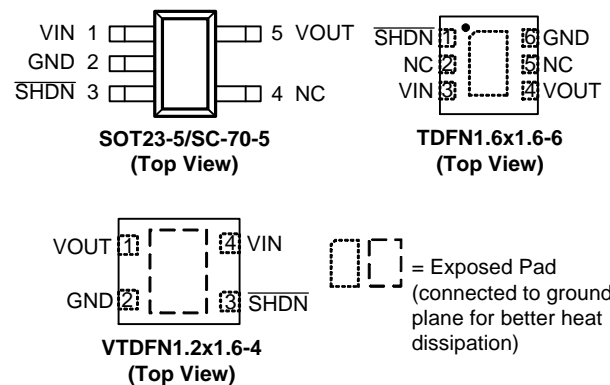 VIN 1
5 VOUT
GND 2
SHDN 3
4 NC
SOT23-5/SC-70-5
(Top View)
SHDN 1
6 GND
NC 2
5 NC
VIN 3
4 VOUT
TDFN1.6x1.6-6
(Top View)
VOUT 1
4 VIN
GND 2
3 SHDN
VTDFN1.2x1.6-4
(Top View)
= Exposed Pad
(connected to ground
plane for better heat
dissipation)